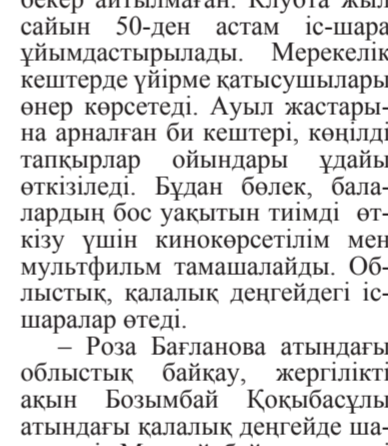 бекер айтылмаған. Клубта жыл
сайын 50-ден астам іс-шара
ұйымдастырылады. Мерекелік
кештерде үйірме қатысушылары
өнер көрсетеді. Ауыл жастары-
на арналған би кештері, көңілді
тапқырлар ойындары ұдайы
өткізіледі. Бұдан бөлек, бала-
лардың бос уақытын тиімді өт-
кізу үшін кинокөрсетілім мен
мультфильм тамашалайды. Об-
лыстық, қалалық деңгейдегі іс-
шаралар өтеді.
– Роза Бағланова атындағы
облыстық байқау, жергілікті
ақын Бозымбай Қоқыбасұлы
атындағы қалалық деңгейде ша-